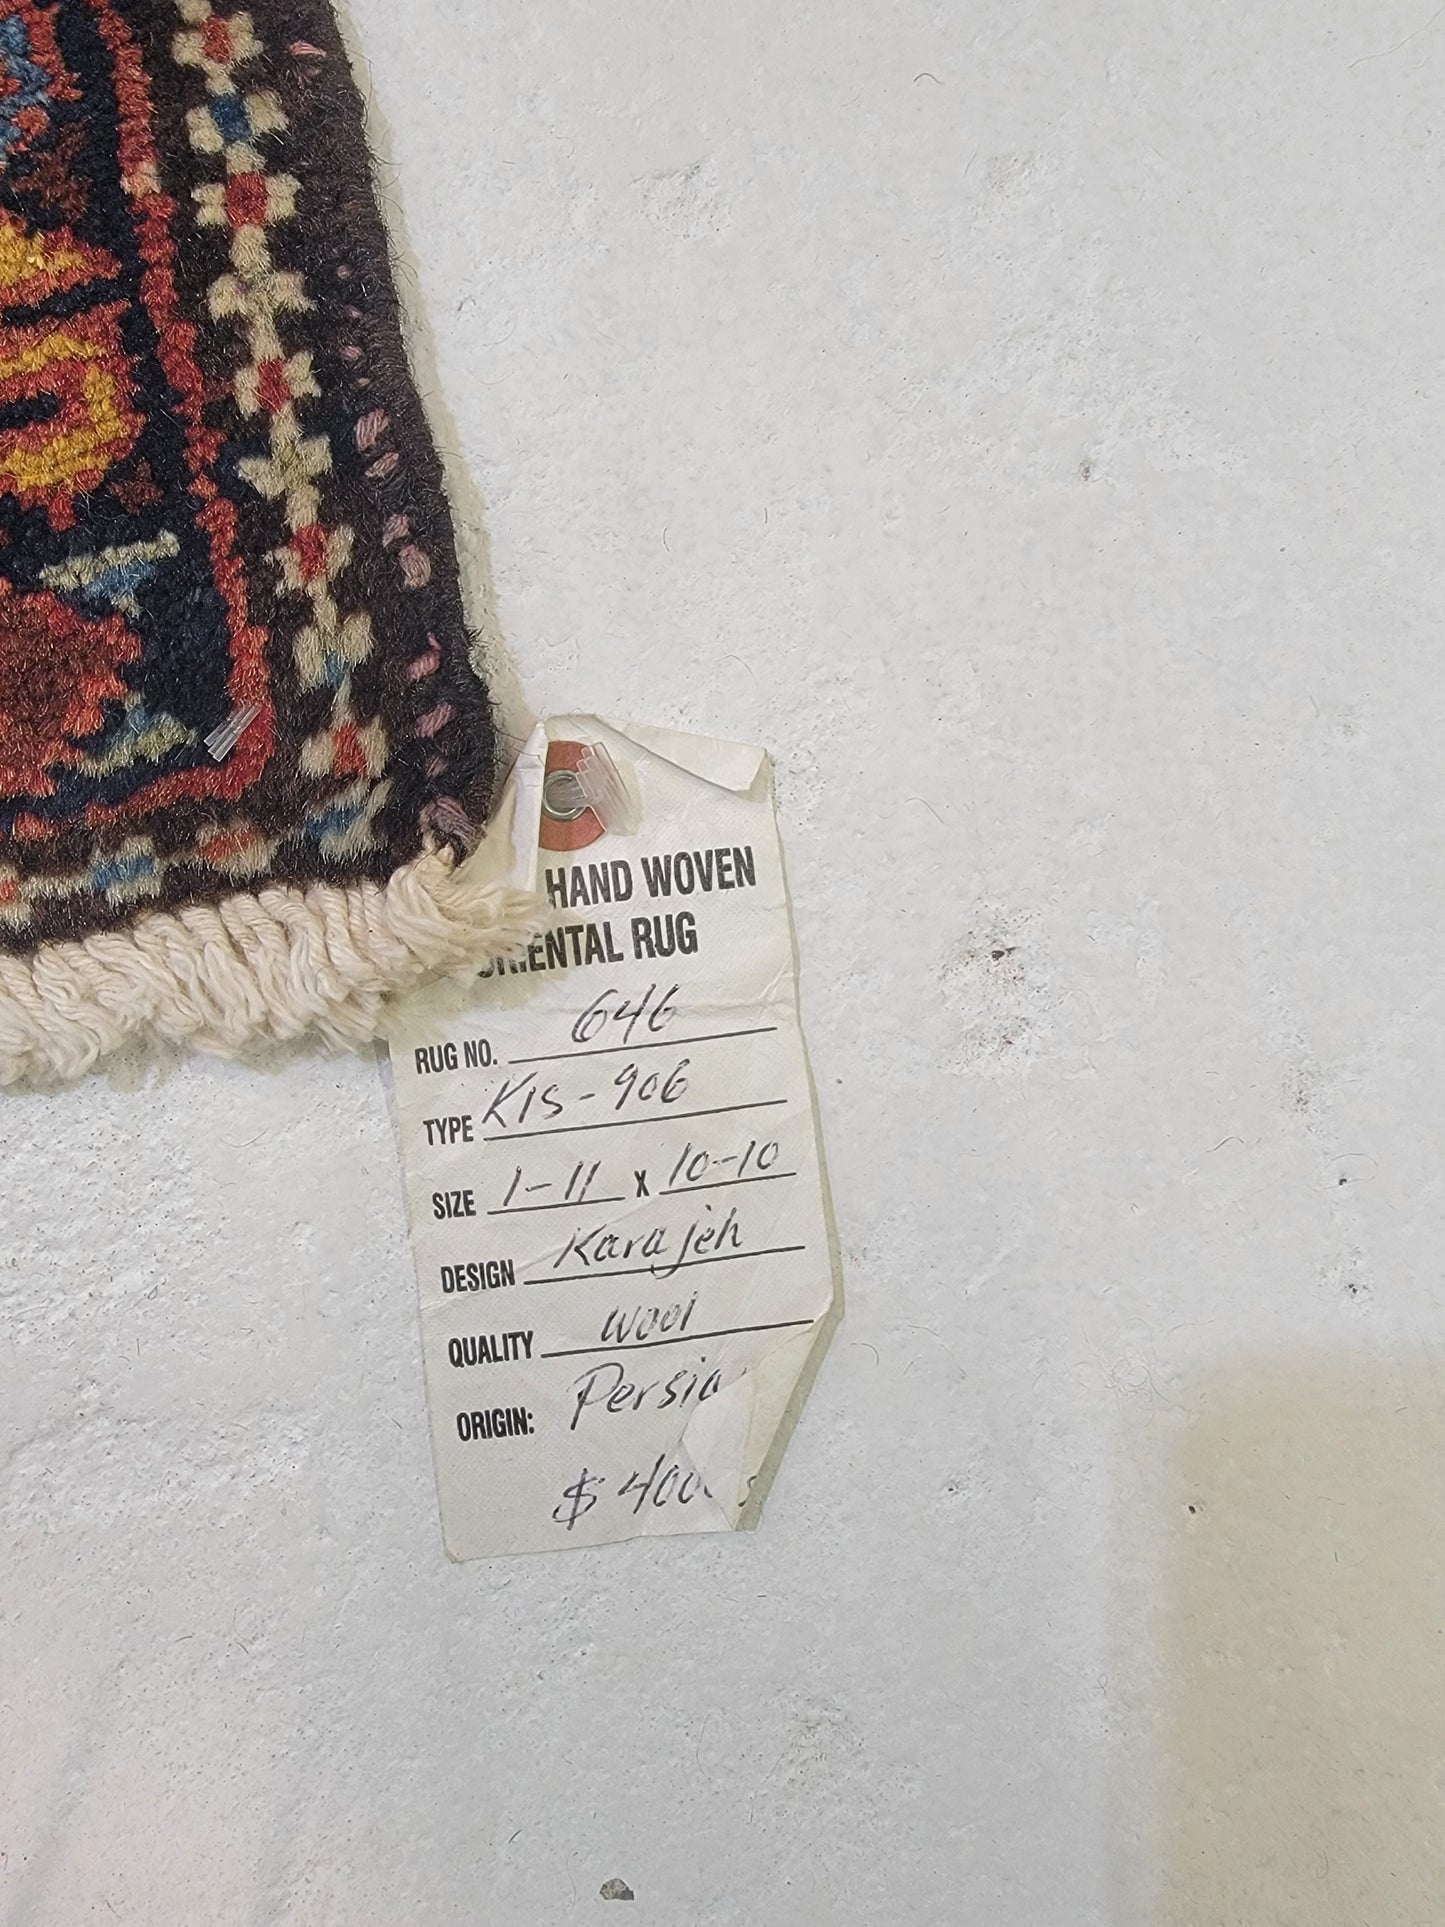 HAND WOVEN
ORIENTAL RUG
RUG NO. 646
TYPE KIS-906
SIZE 1-11 X 10-10
DESIGN Karajeh
QUALITY Wool
ORIGIN: Persia